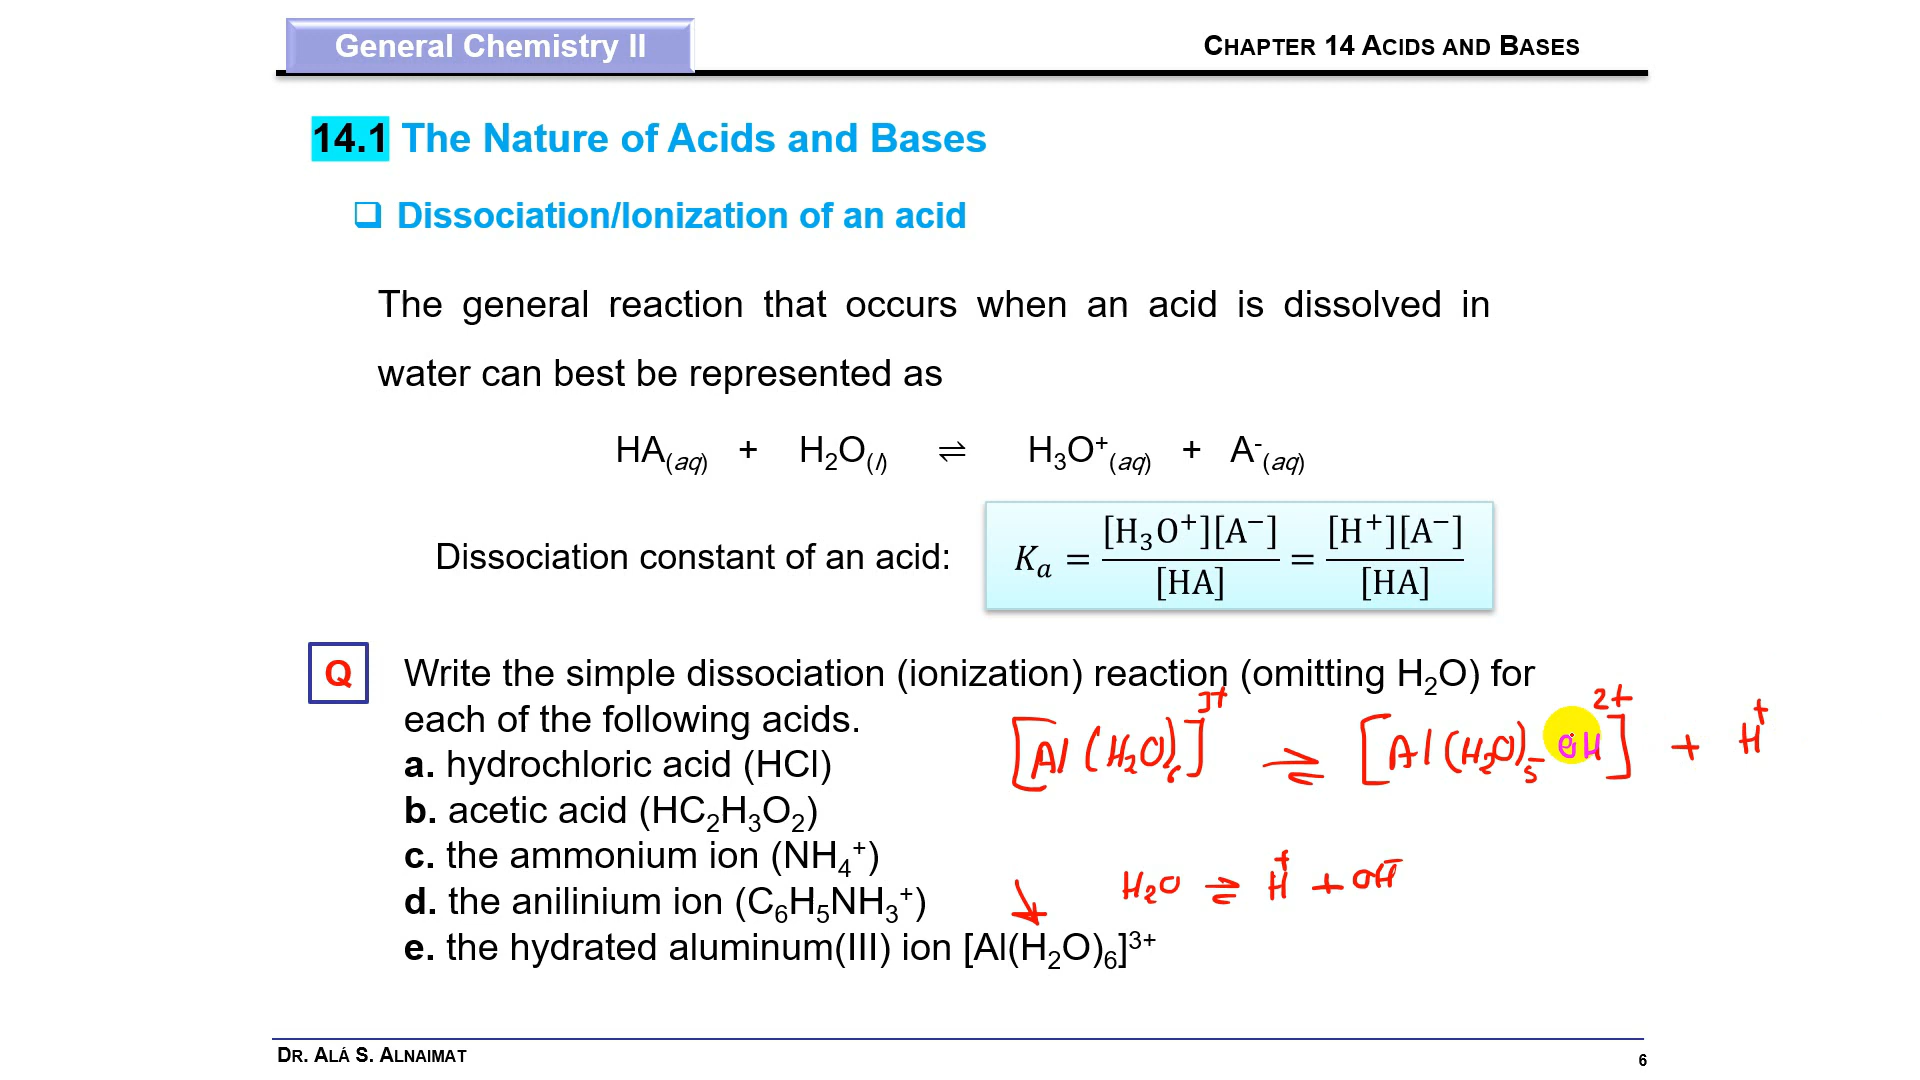 General Chemistry II
CHAPTER 14 ACIDS AND BASES
14.1 The Nature of Acids and Bases
❑ Dissociation/Ionization of an acid
The general reaction that occurs when an acid is dissolved in
water can best be represented as
HA(aq) + H₂O(l) ⇌ H₃O⁺(aq) + A⁻(aq)
Dissociation constant of an acid: Kₐ = [H₃O⁺][A⁻] / [HA] = [H⁺][A⁻] / [HA]
Q Write the simple dissociation (ionization) reaction (omitting H₂O) for
each of the following acids.
[Al(H₂O)₆]³⁺ ⇌ [Al(H₂O)₅OH]²⁺ + H⁺
a. hydrochloric acid (HCl)
b. acetic acid (HC₂H₃O₂)
c. the ammonium ion (NH₄⁺)
H₂O ⇌ H⁺ + OH⁻
d. the anilinium ion (C₆H₅NH₃⁺)
e. the hydrated aluminum(III) ion [Al(H₂O)₆]³⁺
DR. ALÁ S. ALNAIMAT
6